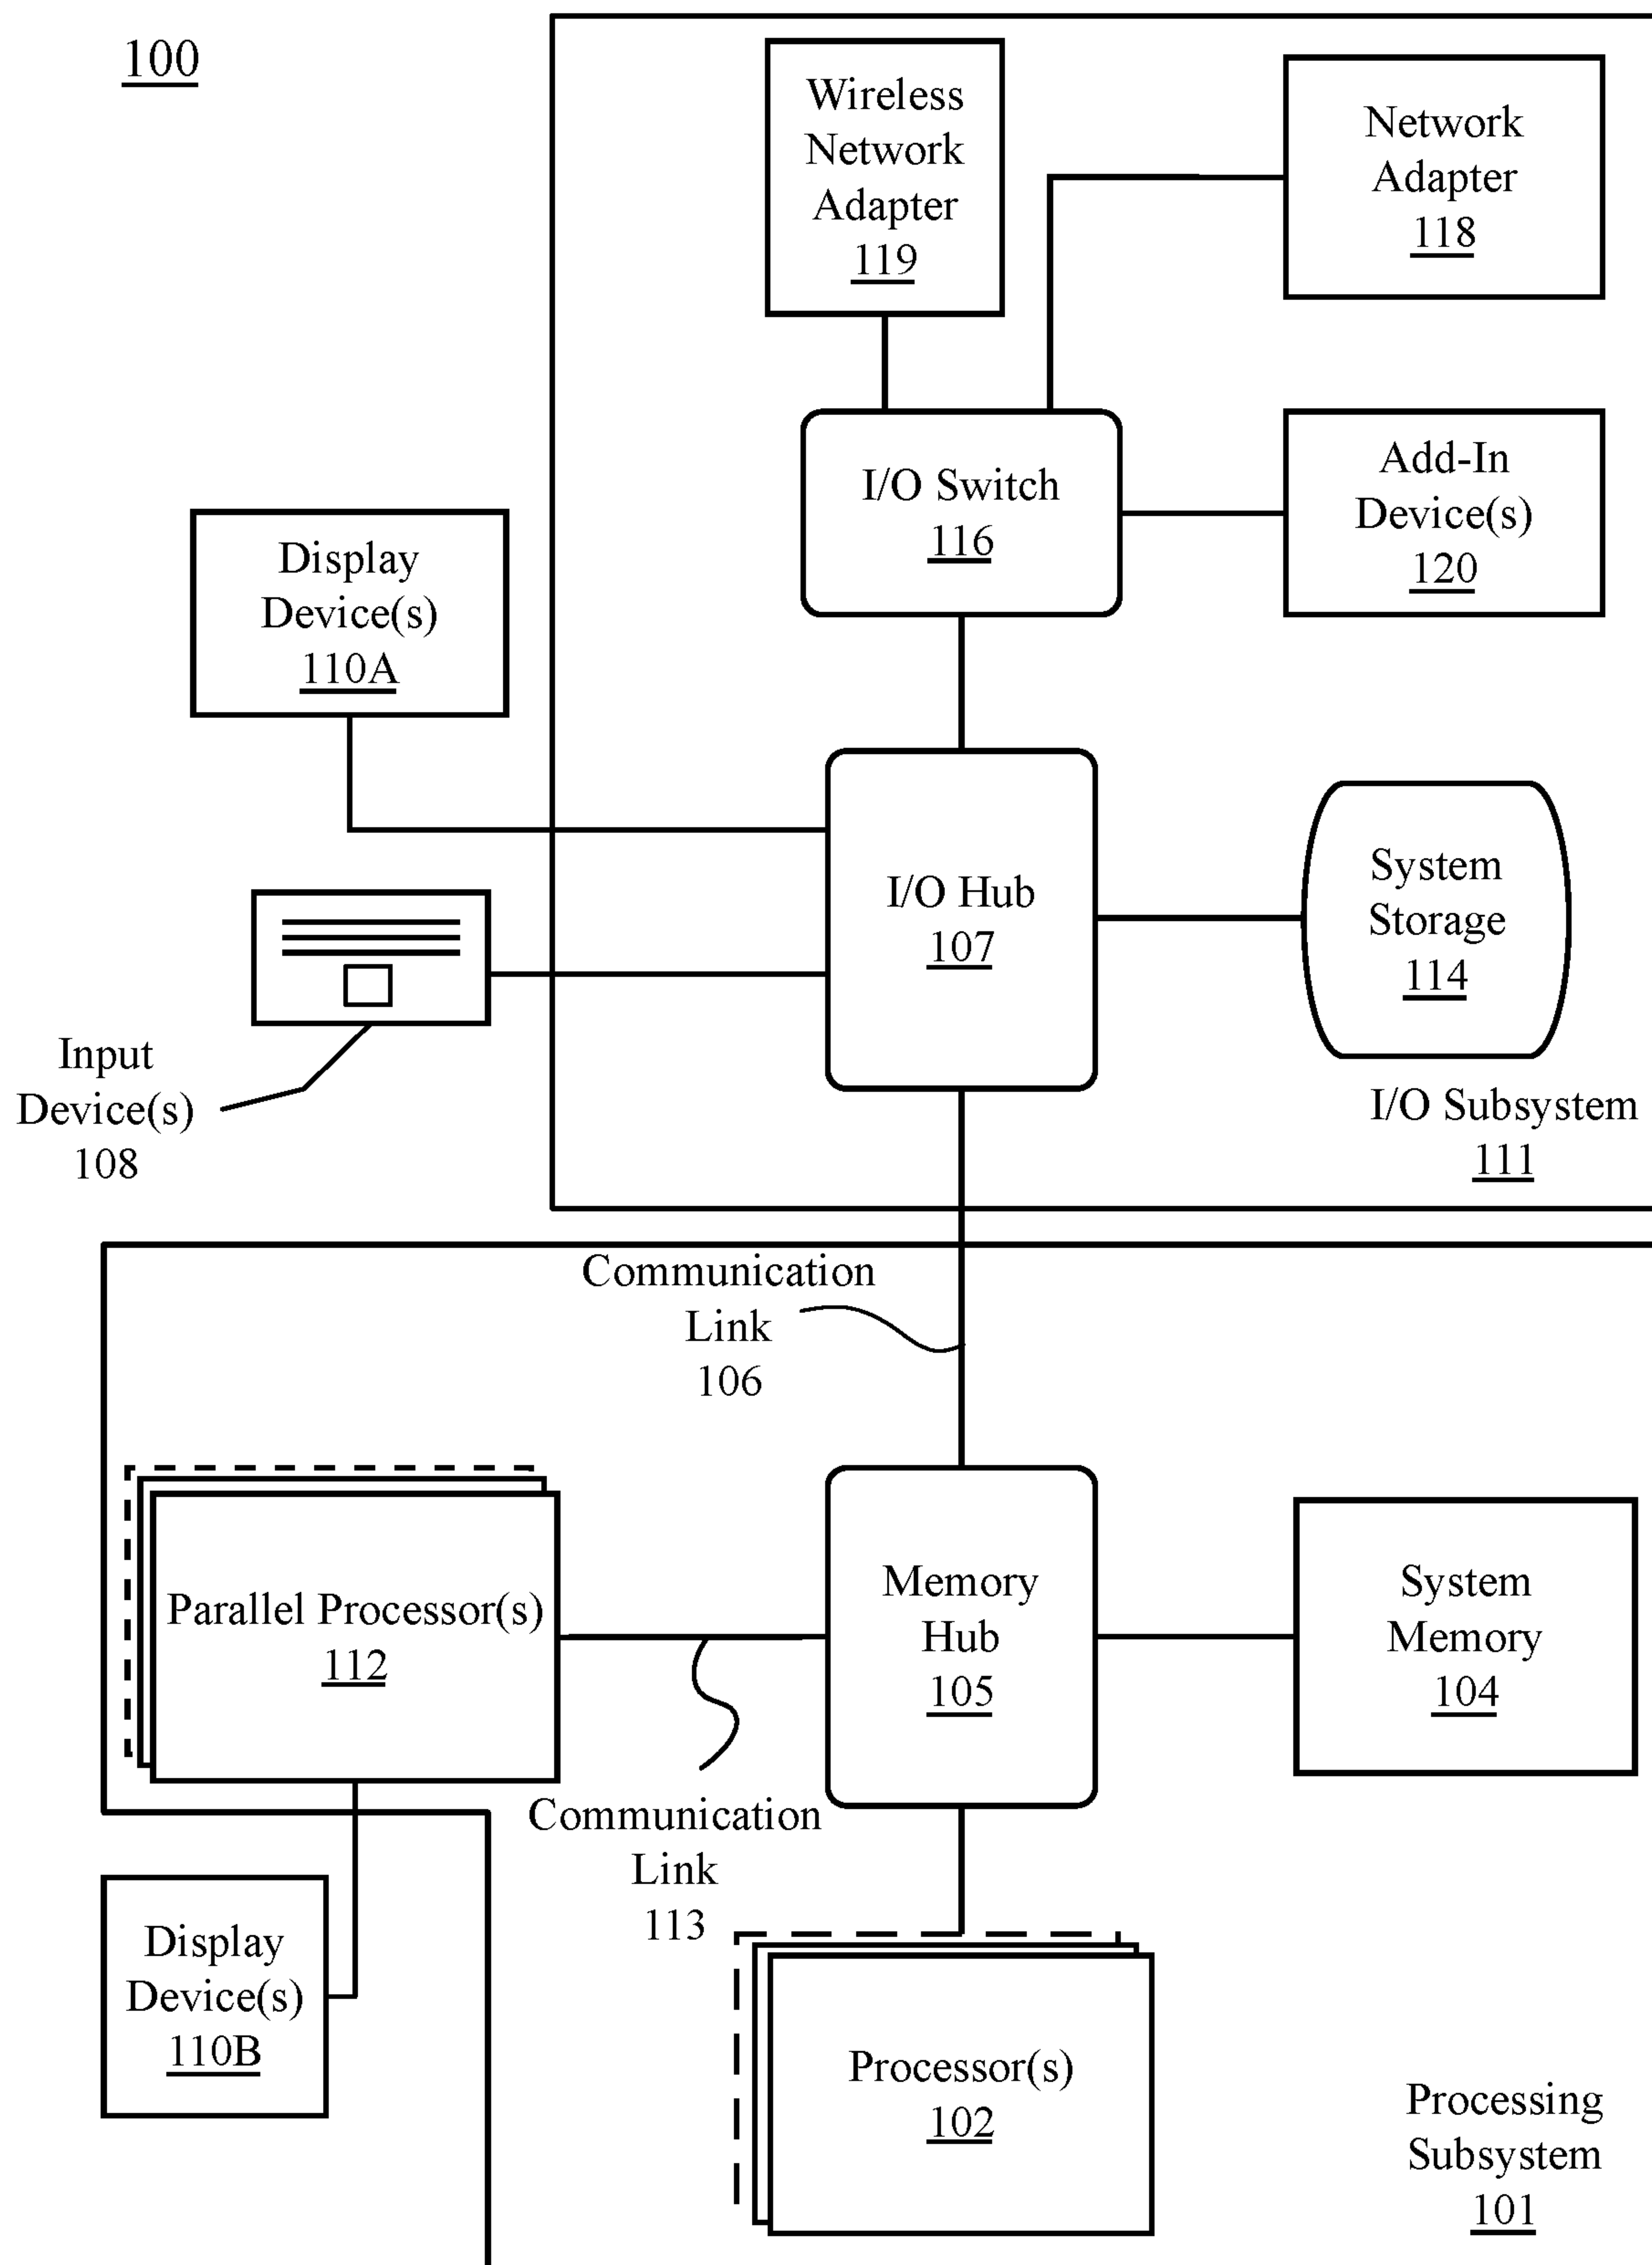 100
Wireless
Network
Adapter
119
Network
Adapter
118
I/O Switch
116
Add-In
Device(s)
120
Display
Device(s)
110A
I/O Hub
107
System
Storage
114
Input
Device(s)
108
I/O Subsystem
111
Communication
Link
106
Parallel Processor(s)
112
Memory
Hub
105
System
Memory
104
Communication
Link
113
Display
Device(s)
110B
Processor(s)
102
Processing
Subsystem
101